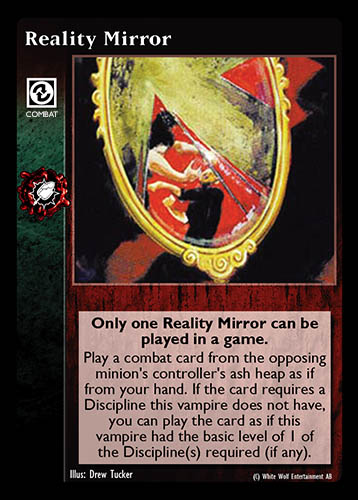 Reality Mirror
COMBAT
Only one Reality Mirror can be
played in a game.
Play a combat card from the opposing
minion's controller's ash heap as if
from your hand. If the card requires a
Discipline this vampire does not have,
you can play the card as if this
vampire had the basic level of 1 of
the Discipline(s) required (if any).
Illus: Drew Tucker
(C) White Wolf Entertainment AB